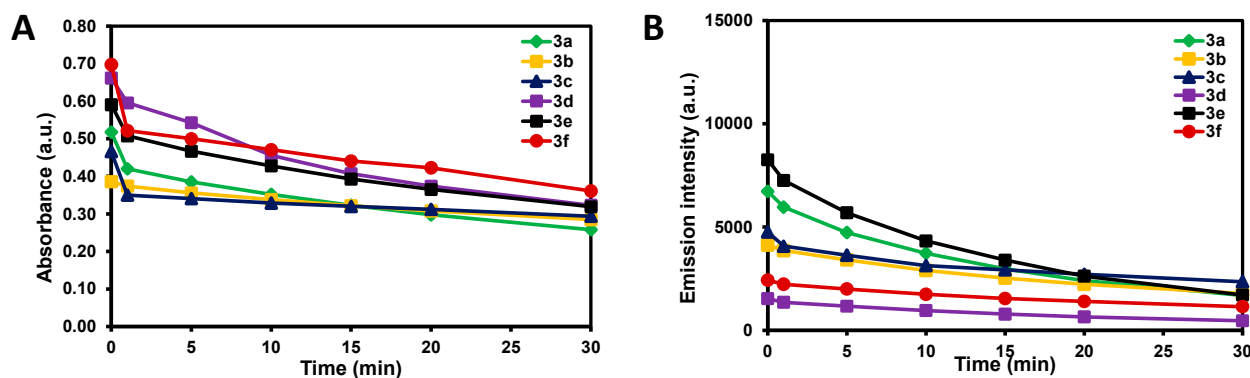 A
Absorbance (a.u.)
0.80
0.70
0.60
0.50
0.40
0.30
0.20
0.10
0.00
0 5 10 15 20 25 30
Time (min)
3a
3b
3c
3d
3e
3f
B
Emission intensity (a.u.)
15000
10000
5000
0
0 5 10 15 20 25 30
Time (min)
3a
3b
3c
3d
3e
3f